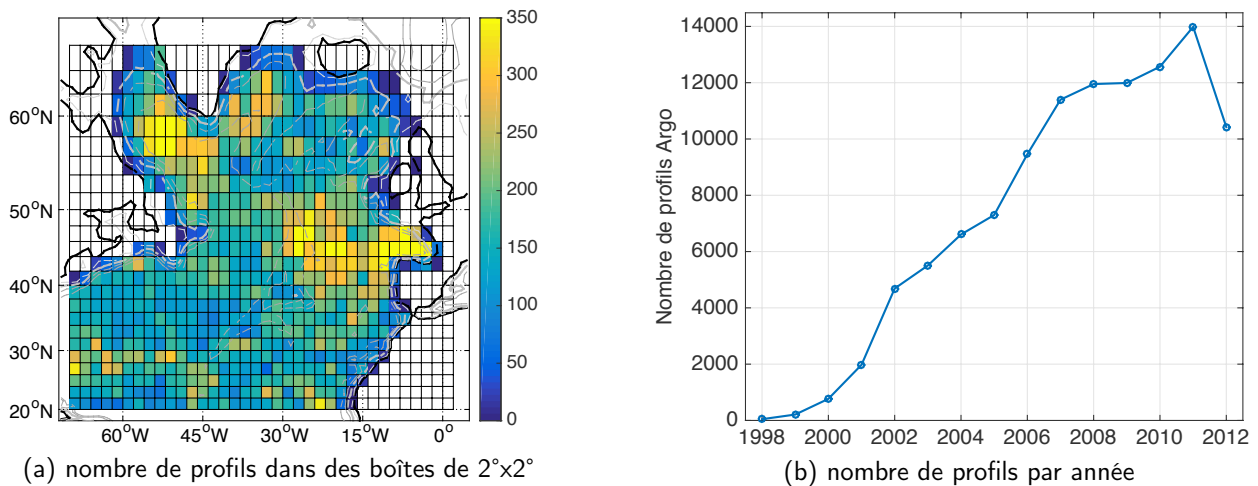 60°N
50°N
40°N
30°N
20°N
60°W
45°W
30°W
15°W
0°
350
300
250
200
150
100
50
0
(a) nombre de profils dans des boîtes de 2°x2°
Nombre de profils Argo
14000
12000
10000
8000
6000
4000
2000
0
1998
2000
2002
2004
2006
2008
2010
2012
(b) nombre de profils par année